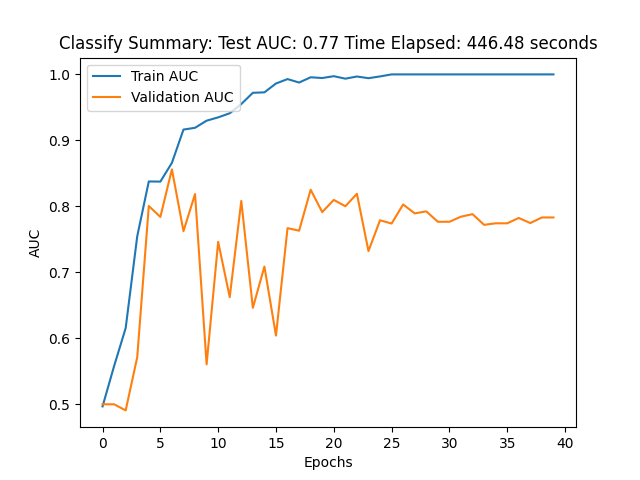 Classify Summary: Test AUC: 0.77 Time Elapsed: 446.48 seconds
Train AUC
Validation AUC
1.0
0.9
0.8
0.7
0.6
0.5
AUC
0 5 10 15 20 25 30 35 40
Epochs